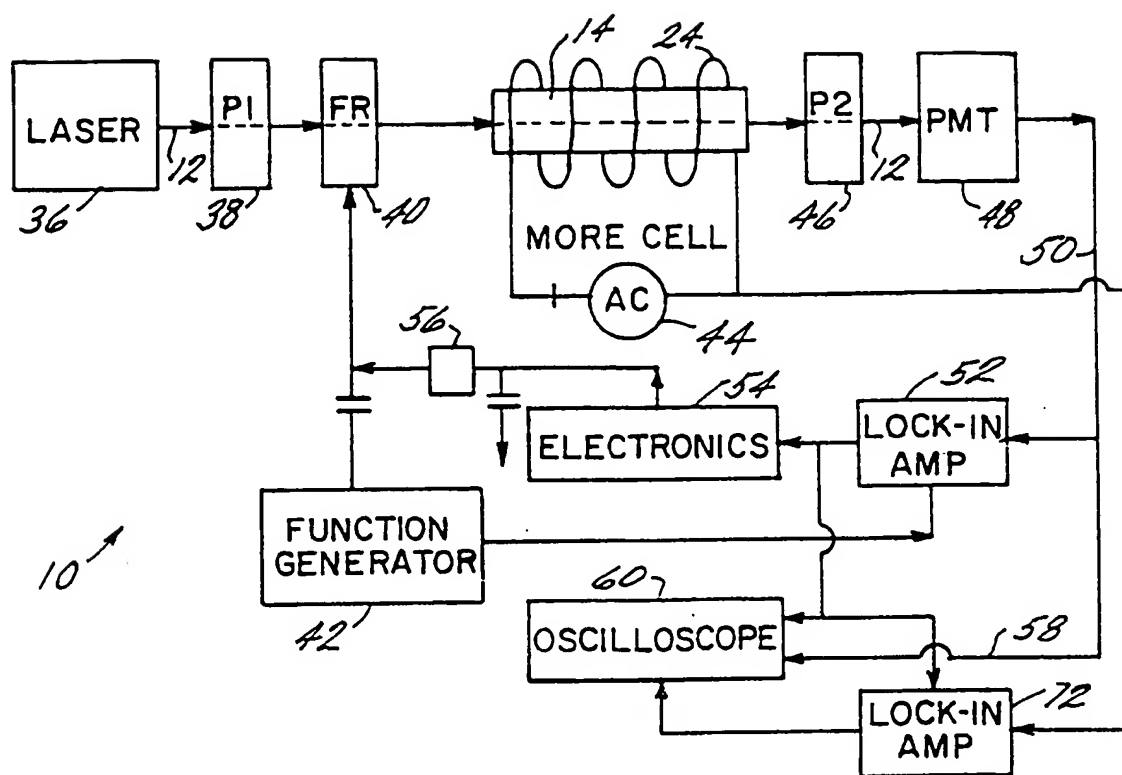 14
24
LASER
P1
FR
P2
PMT
12
12
36
38
40
46
48
MORE CELL
50
AC
44
56
54
52
ELECTRONICS
LOCK-IN
AMP
FUNCTION
GENERATOR
10
42
60
OSCILLOSCOPE
58
72
LOCK-IN
AMP